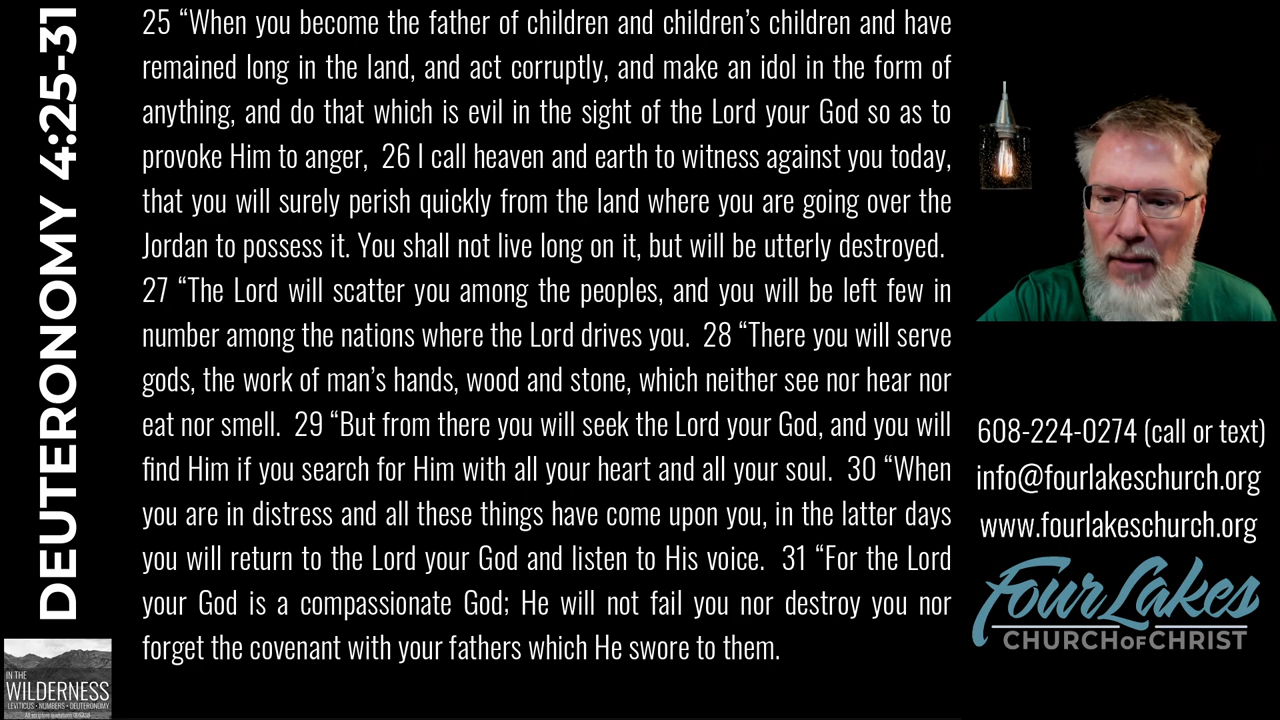 DEUTERONOMY 4:25-31
25 “When you become the father of children and children’s children and have
remained long in the land, and act corruptly, and make an idol in the form of
anything, and do that which is evil in the sight of the Lord your God so as to
provoke Him to anger,  26 I call heaven and earth to witness against you today,
that you will surely perish quickly from the land where you are going over the
Jordan to possess it. You shall not live long on it, but will be utterly destroyed.
27 “The Lord will scatter you among the peoples, and you will be left few in
number among the nations where the Lord drives you.  28 “There you will serve
gods, the work of man’s hands, wood and stone, which neither see nor hear nor
eat nor smell.  29 “But from there you will seek the Lord your God, and you will
find Him if you search for Him with all your heart and all your soul.  30 “When
you are in distress and all these things have come upon you, in the latter days
you will return to the Lord your God and listen to His voice.  31 “For the Lord
your God is a compassionate God; He will not fail you nor destroy you nor
forget the covenant with your fathers which He swore to them.
608-224-0274 (call or text)
info@fourlakeschurch.org
www.fourlakeschurch.org
Four Lakes
CHURCH OF CHRIST
IN THE
WILDERNESS
LEVITICUS • NUMBERS • DEUTERONOMY